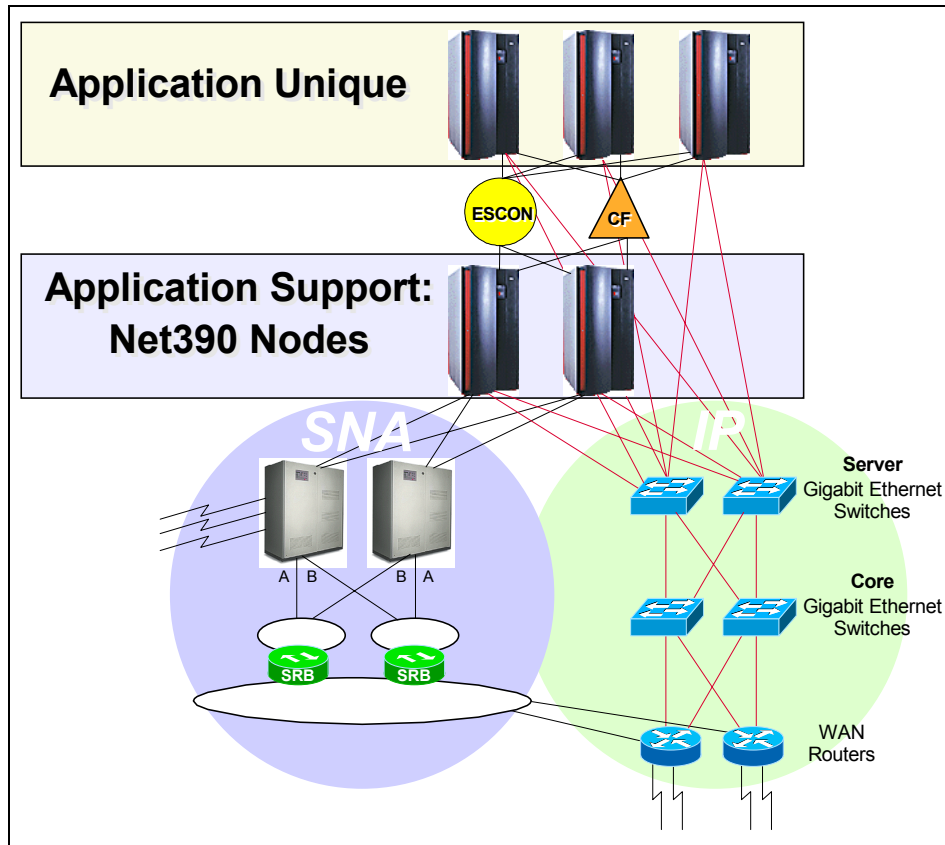 Application Unique
ESCON
CF
Application Support:
Net390 Nodes
SNA
IP
Server
Gigabit Ethernet
Switches
A B
B A
Core
Gigabit Ethernet
Switches
SRB
SRB
WAN
Routers